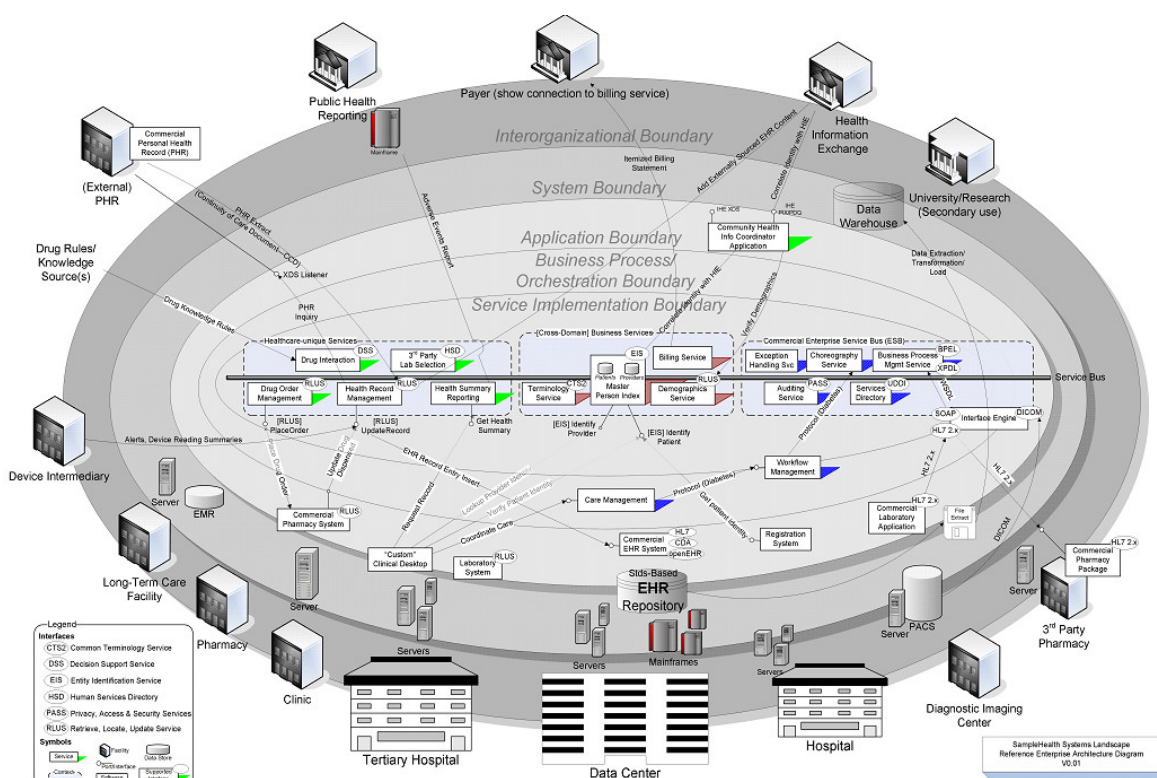 Public Health
Reporting
Mainframe
Payer (show connection to billing service)
Health
Information
Exchange
University/Research
(Secondary use)
Commercial
Personal Health
Record (PHR)
(External)
PHR
Interorganizational Boundary
System Boundary
Application Boundary
Business Process/
Orchestration Boundary
Service Implementation Boundary
Itemized Billing
Statement
Add Externally Sourced EHR Content
Correlate Identity with HIE
Adverse Events Report
PHR Extract
(Continuity of Care Document – CCD)
XDS Listener
PHR
Inquiry
Drug Rules/
Knowledge
Source(s)
Drug Knowledge Rules
IHE XDS
IHE
PIX/PDQ
Community Health
Info Coordinator
Application
Data
Warehouse
Data Extraction/
Transformation/
Load
Correlate Identity with HIE
Verify Demographics
Healthcare-unique Services
Drug Interaction
DSS
3rd Party
Lab Selection
HSD
Drug Order
Management
RLUS
Health Record
Management
RLUS
Health Summary
Reporting
[Cross-Domain] Business Services
EIS
Billing Service
Patients
Providers
Master
Person Index
Terminology
Service
CTS2
Demographics
Service
RLUS
Commercial Enterprise Service Bus (ESB)
Exception
Handling Svc
Choreography
Service
Business Process
Mgmt Service
BPEL
XPDL
Auditing
Service
PASS
Services
Directory
UDDI
WSDL
Service Bus
SOAP
Interface Engine
DICOM
HL7 2.x
[RLUS]
PlaceOrder
[RLUS]
UpdateRecord
Get Health
Summary
[EIS] Identify
Provider
[EIS] Identify
Patient
Alerts, Device Reading Summaries
Device Intermediary
Place Drug Order
Update Drug
Dispensed
EHR Record Entry Insert
Lookup Provider Identity
Verify Patient Identity
Request Record
Coordinate Care
Protocol (Diabetes)
Protocol (Diabetes)
Get patient Identity
Workflow
Management
Care Management
HL7 2.x
HL7 2.x
DICOM
Server
EMR
Commercial
Pharmacy System
RLUS
"Custom"
Clinical Desktop
Laboratory
System
RLUS
Commercial
EHR System
HL7
CDA
openEHR
Registration
System
Commercial
Laboratory
Application
HL7 2.x
File
Extract
Commercial
Pharmacy
Package
HL7 2.x
Stds-Based
EHR
Repository
Long-Term Care
Facility
Pharmacy
Clinic
Server
Servers
Servers
Mainframes
Servers
Server
PACS
Server
3rd Party
Pharmacy
Diagnostic Imaging
Center
Tertiary Hospital
Data Center
Hospital
Legend
Interfaces
CTS2 Common Terminology Service
DSS Decision Support Service
EIS Entity Identification Service
HSD Human Services Directory
PASS Privacy, Access & Security Services
RLUS Retrieve, Locate, Update Service
Symbols
Service
Facility
Data Store
Port/Interface
SampleHealth Systems Landscape
Reference Enterprise Architecture Diagram
V0.01